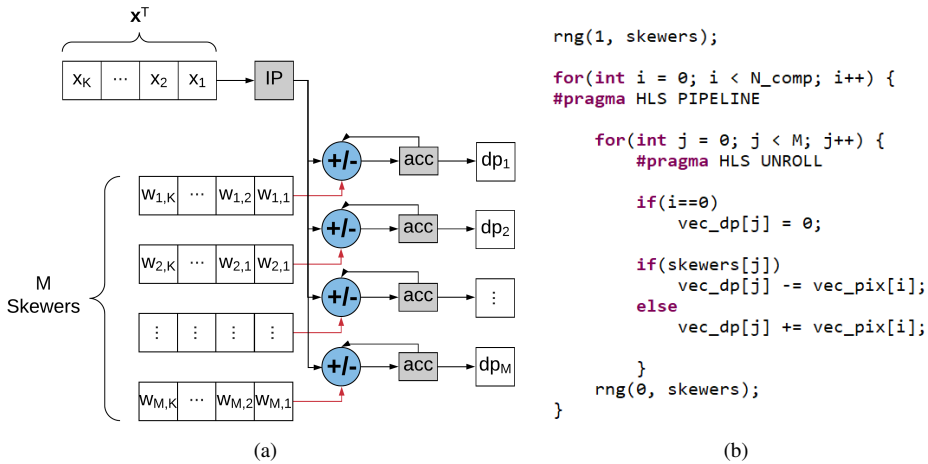 x^T
x_K ⋯ x_2 x_1
IP
+/-
acc
dp_1
w_1,K ⋯ w_1,2 w_1,1
+/-
acc
dp_2
w_2,K ⋯ w_2,1 w_2,1
M
Skewers
+/-
acc
⋮
⋮ ⋮ ⋮ ⋮
+/-
acc
dp_M
w_M,K ⋯ w_M,2 w_M,1
(a)
rng(1, skewers);
for(int i = 0; i < N_comp; i++) {
#pragma HLS PIPELINE
for(int j = 0; j < M; j++) {
#pragma HLS UNROLL
if(i==0)
vec_dp[j] = 0;
if(skewers[j])
vec_dp[j] -= vec_pix[i];
else
vec_dp[j] += vec_pix[i];
}
rng(0, skewers);
}
(b)